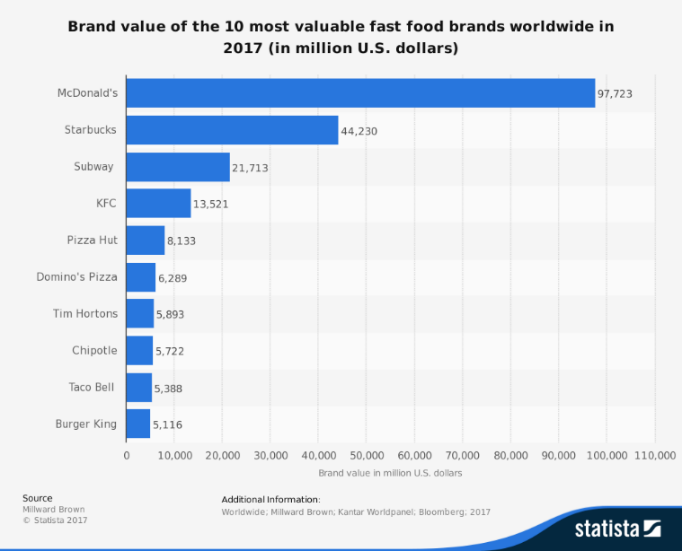 Brand value of the 10 most valuable fast food brands worldwide in
2017 (in million U.S. dollars)
McDonald's 97,723
Starbucks 44,230
Subway 21,713
KFC 13,521
Pizza Hut 8,133
Domino's Pizza 6,289
Tim Hortons 5,893
Chipotle 5,722
Taco Bell 5,388
Burger King 5,116
0 10,000 20,000 30,000 40,000 50,000 60,000 70,000 80,000 90,000 100,000 110,000
Brand value in million U.S. dollars
Source
Millward Brown
© Statista 2017
Additional Information:
Worldwide; Millward Brown; Kantar Worldpanel; Bloomberg; 2017
statista